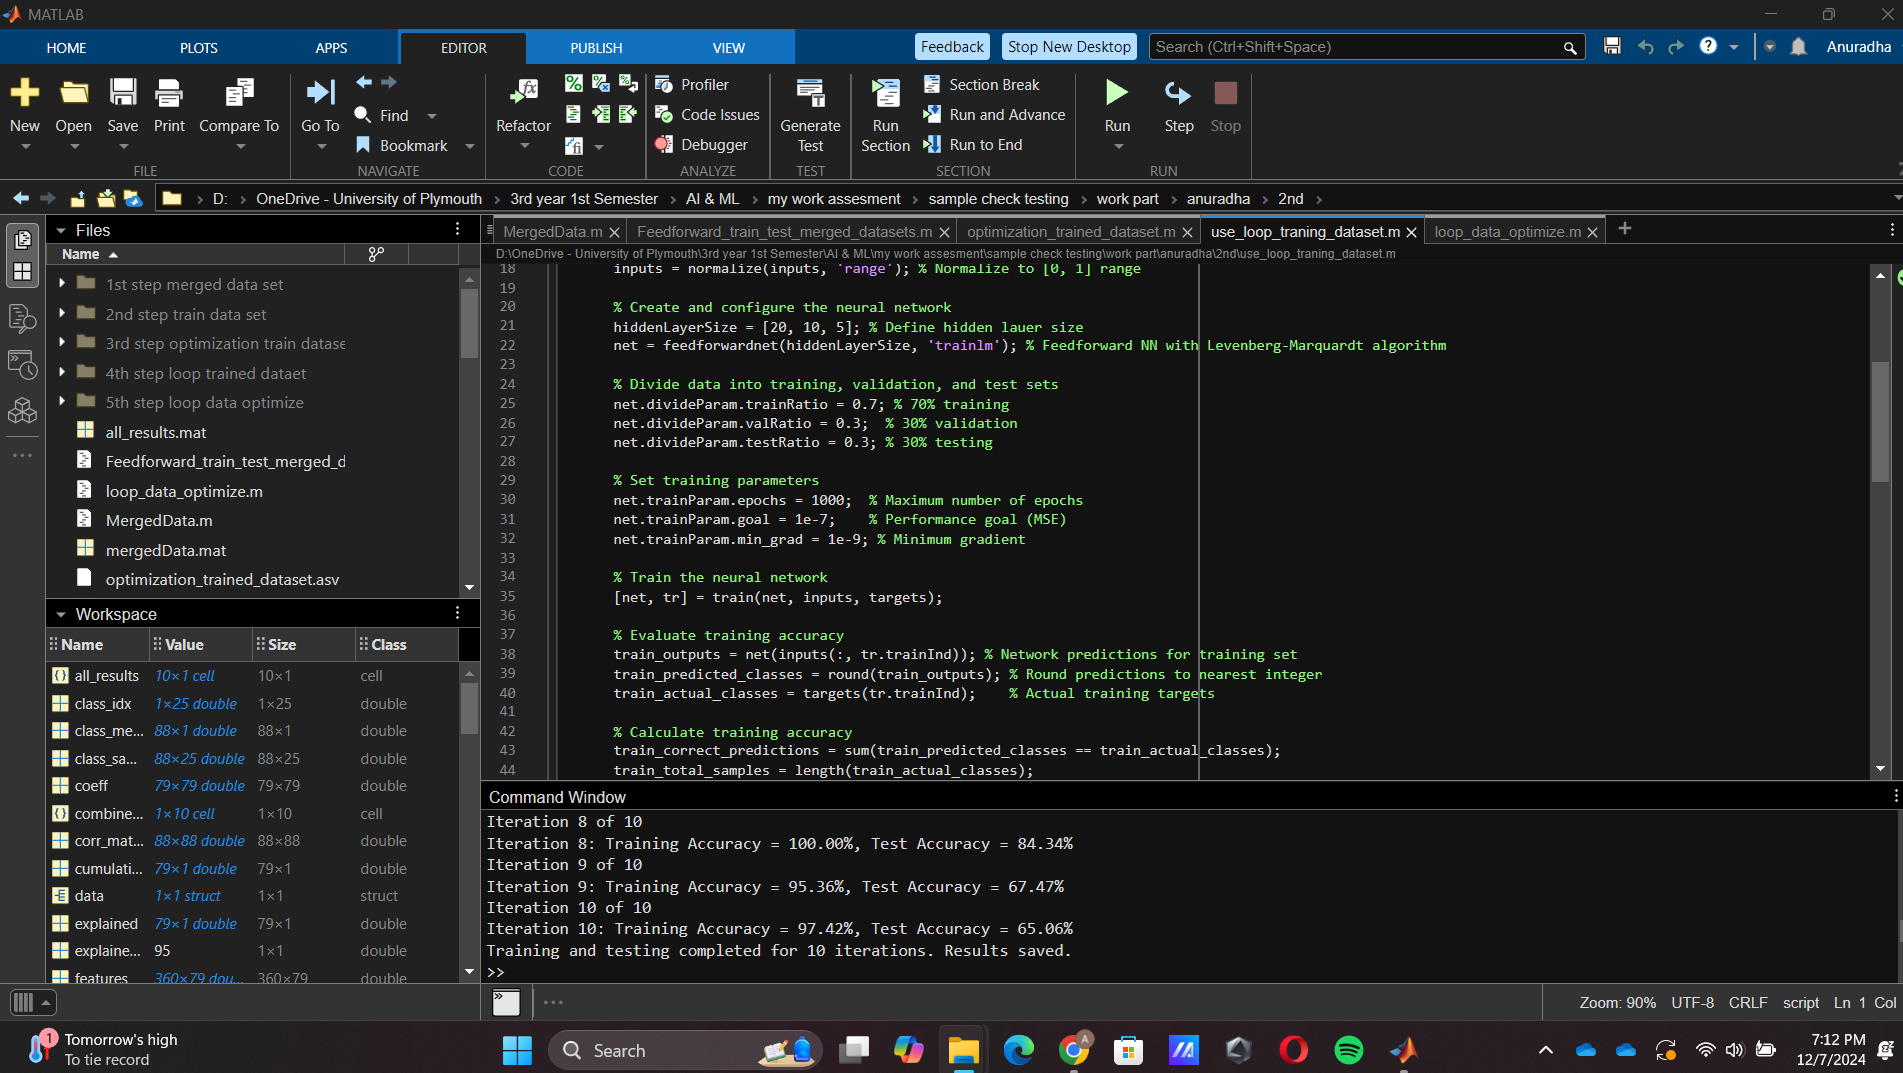 MATLAB
HOME PLOTS APPS EDITOR PUBLISH VIEW Feedback Stop New Desktop Search (Ctrl+Shift+Space) Anuradha
New Open Save Print Compare To Go To Find Bookmark Refactor Profiler Code Issues Debugger Generate Test Run Section Section Break Run and Advance Run to End Run Step Stop
FILE NAVIGATE CODE ANALYZE TEST SECTION RUN
D: OneDrive - University of Plymouth 3rd year 1st Semester AI & ML my work assesment sample check testing work part anuradha 2nd
Files
Name
1st step merged data set
2nd step train data set
3rd step optimization train datase
4th step loop trained dataet
5th step loop data optimize
all_results.mat
Feedforward_train_test_merged_d
loop_data_optimize.m
MergedData.m
mergedData.mat
optimization_trained_dataset.asv
Workspace
Name Value Size Class
all_results 10×1 cell 10×1 cell
class_idx 1×25 double 1×25 double
class_me... 88×1 double 88×1 double
class_sa... 88×25 double 88×25 double
coeff 79×79 double 79×79 double
combine... 1×10 cell 1×10 cell
corr_mat... 88×88 double 88×88 double
cumulati... 79×1 double 79×1 double
data 1×1 struct 1×1 struct
explained 79×1 double 79×1 double
explaine... 95 1×1 double
features 360×79 dou... 360×79 double
MergedData.m Feedforward_train_test_merged_datasets.m optimization_trained_dataset.m use_loop_traning_dataset.m loop_data_optimize.m
D:\OneDrive - University of Plymouth\3rd year 1st Semester\AI & ML\my work assesment\sample check testing\work part\anuradha\2nd\use_loop_traning_dataset.m
18 inputs = normalize(inputs, 'range'); % Normalize to [0, 1] range
19
20 % Create and configure the neural network
21 hiddenLayerSize = [20, 10, 5]; % Define hidden lauer size
22 net = feedforwardnet(hiddenLayerSize, 'trainlm'); % Feedforward NN with Levenberg-Marquardt algorithm
23
24 % Divide data into training, validation, and test sets
25 net.divideParam.trainRatio = 0.7; % 70% training
26 net.divideParam.valRatio = 0.3; % 30% validation
27 net.divideParam.testRatio = 0.3; % 30% testing
28
29 % Set training parameters
30 net.trainParam.epochs = 1000; % Maximum number of epochs
31 net.trainParam.goal = 1e-7; % Performance goal (MSE)
32 net.trainParam.min_grad = 1e-9; % Minimum gradient
33
34 % Train the neural network
35 [net, tr] = train(net, inputs, targets);
36
37 % Evaluate training accuracy
38 train_outputs = net(inputs(:, tr.trainInd)); % Network predictions for training set
39 train_predicted_classes = round(train_outputs); % Round predictions to nearest integer
40 train_actual_classes = targets(tr.trainInd); % Actual training targets
41
42 % Calculate training accuracy
43 train_correct_predictions = sum(train_predicted_classes == train_actual_classes);
44 train_total_samples = length(train_actual_classes);
Command Window
Iteration 8 of 10
Iteration 8: Training Accuracy = 100.00%, Test Accuracy = 84.34%
Iteration 9 of 10
Iteration 9: Training Accuracy = 95.36%, Test Accuracy = 67.47%
Iteration 10 of 10
Iteration 10: Training Accuracy = 97.42%, Test Accuracy = 65.06%
Training and testing completed for 10 iterations. Results saved.
>>
Zoom: 90% UTF-8 CRLF script Ln 1 Col
1 Tomorrow's high
To tie record
Search
7:12 PM
12/7/2024